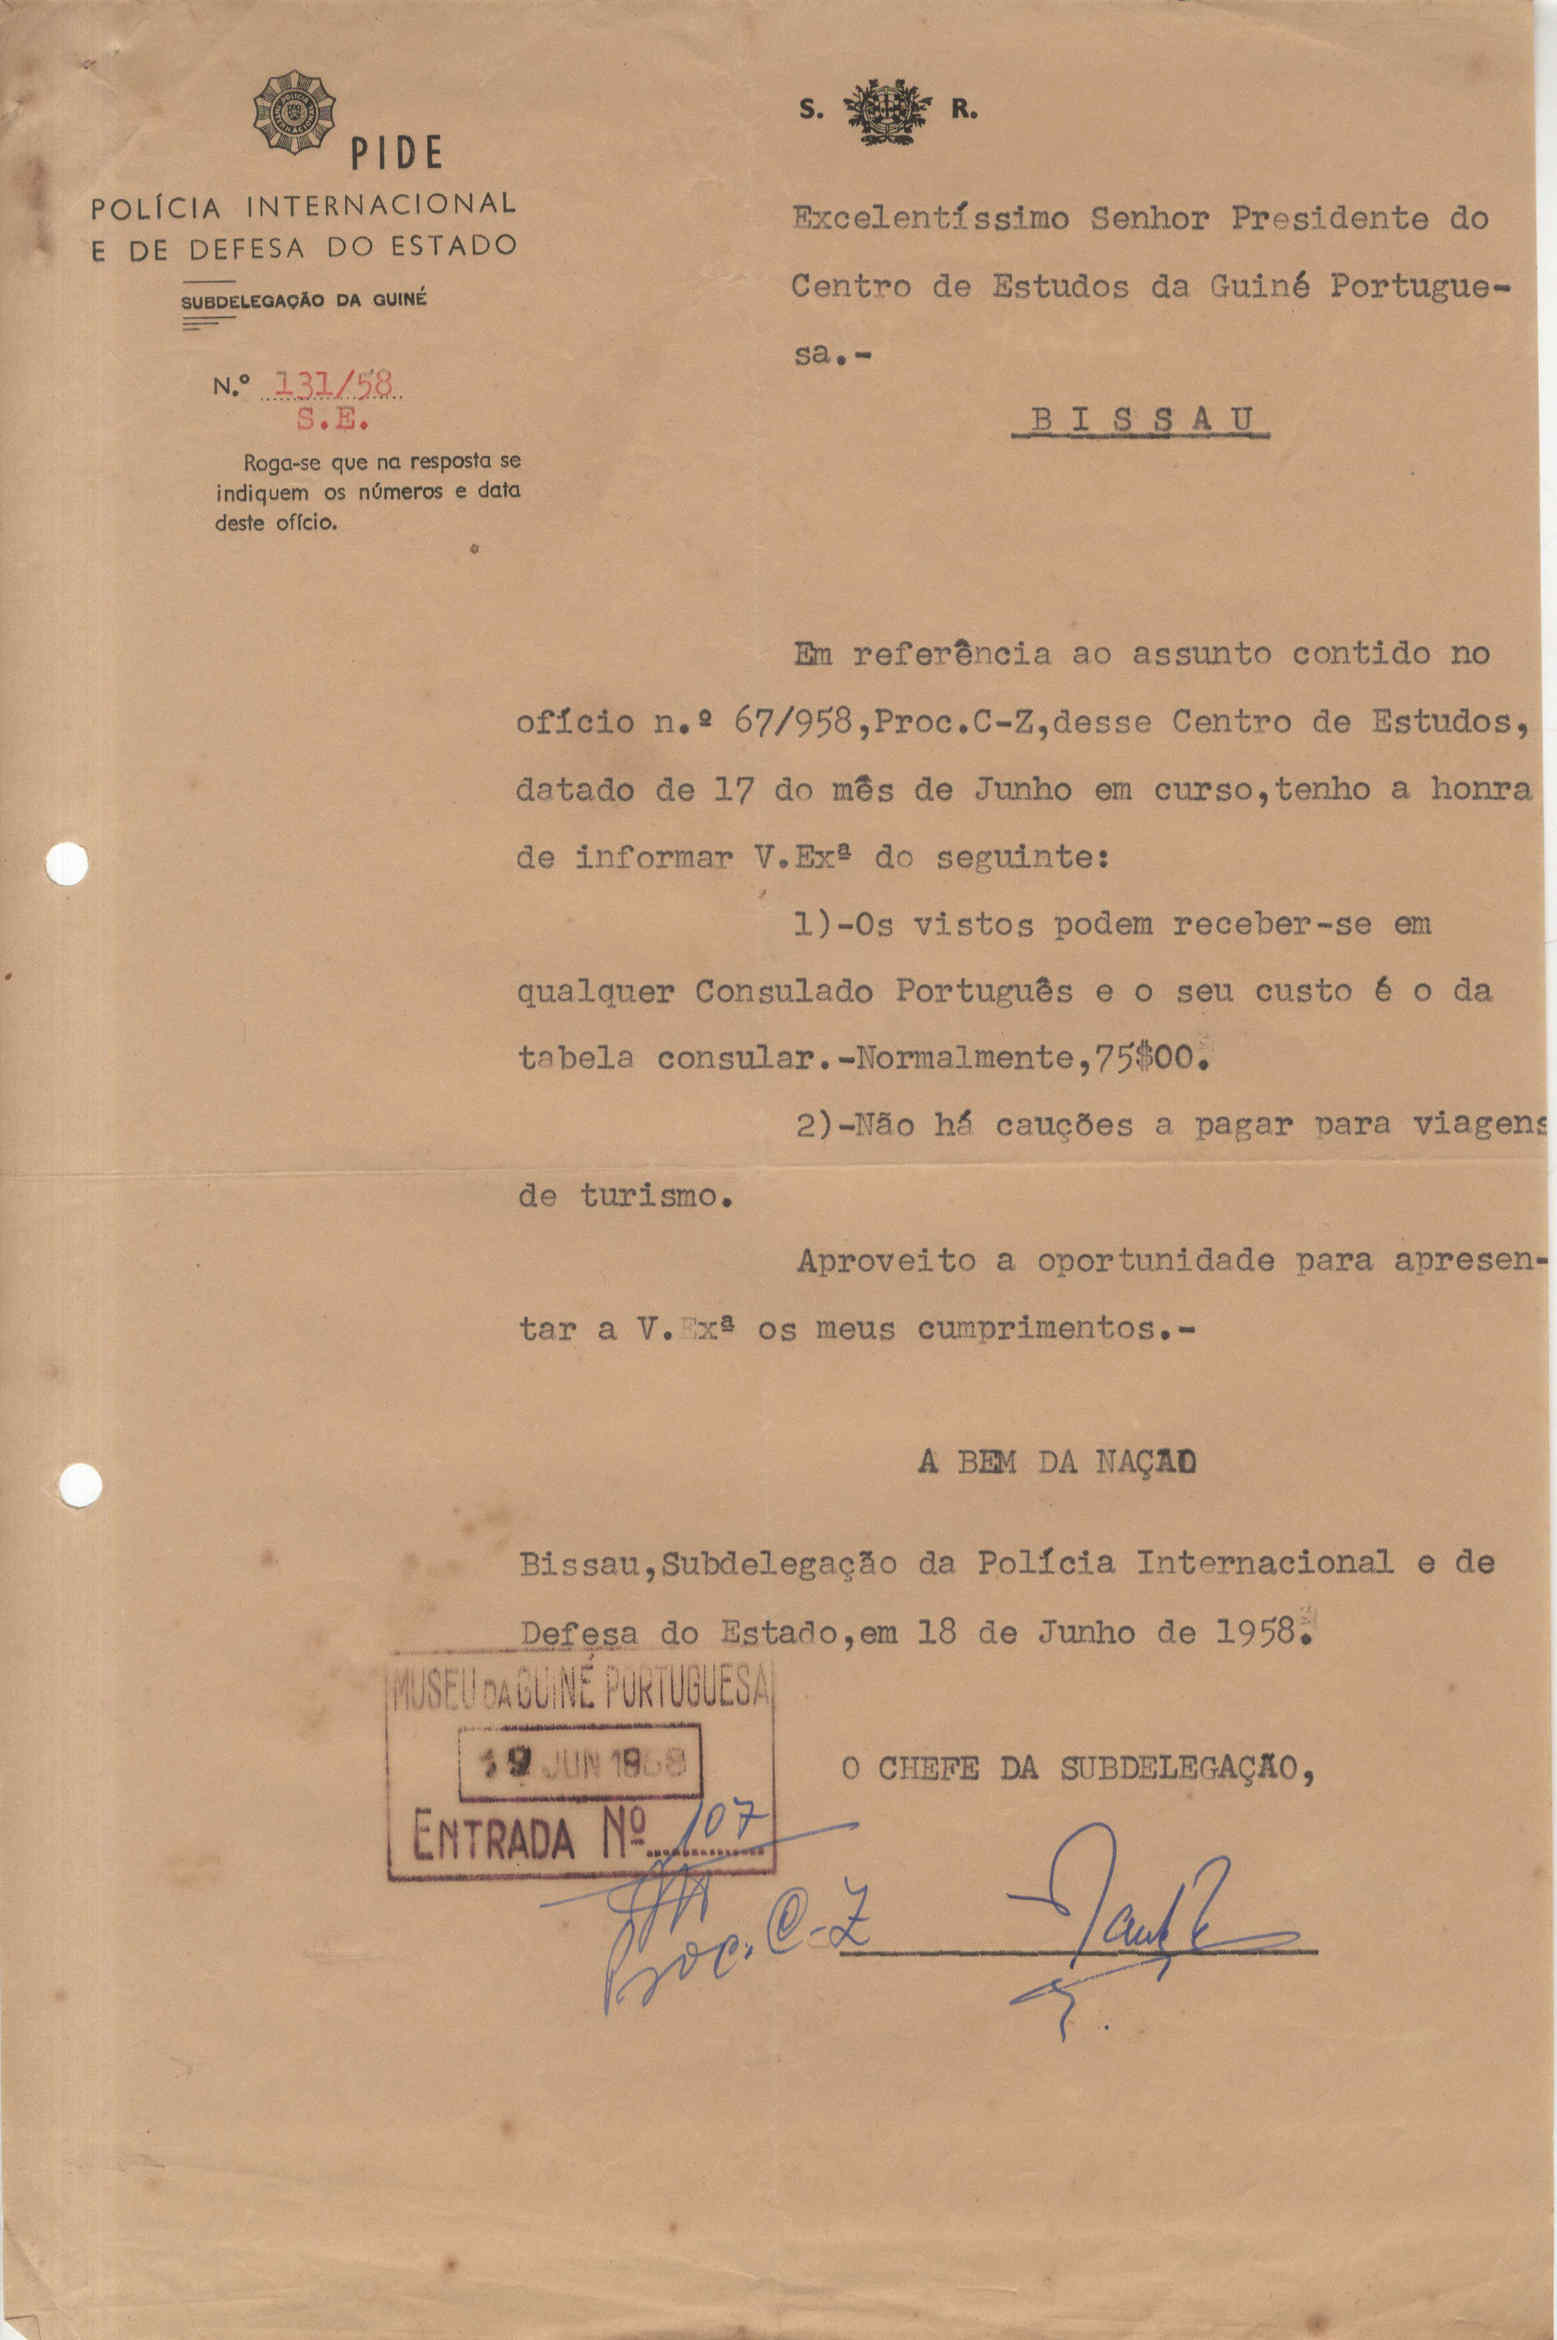 PIDE
POLÍCIA INTERNACIONAL
E DE DEFESA DO ESTADO
SUBDELEGAÇÃO DA GUINÉ
N.º 131/58
S.E.
Roga-se que na resposta se
indiquem os números e data
deste ofício.
S. R.
Excelentíssimo Senhor Presidente do
Centro de Estudos da Guiné Portugue-
sa.-
B I S S A U
Em referência ao assunto contido no
ofício n.º 67/958,Proc.C-Z,desse Centro de Estudos,
datado de 17 do mês de Junho em curso,tenho a honra
de informar V.Exª do seguinte:
1)-Os vistos podem receber-se em
qualquer Consulado Português e o seu custo é o da
tabela consular.-Normalmente,75$00.
2)-Não há cauções a pagar para viagens
de turismo.
Aproveito a oportunidade para apresen-
tar a V.Exª os meus cumprimentos.-
A BEM DA NAÇÃO
Bissau,Subdelegação da Polícia Internacional e de
Defesa do Estado,em 18 de Junho de 1958.
MUSEU DA GUINÉ PORTUGUESA
19 JUN 1958
ENTRADA Nº 107
Proc. C-Z
O CHEFE DA SUBDELEGAÇÃO,